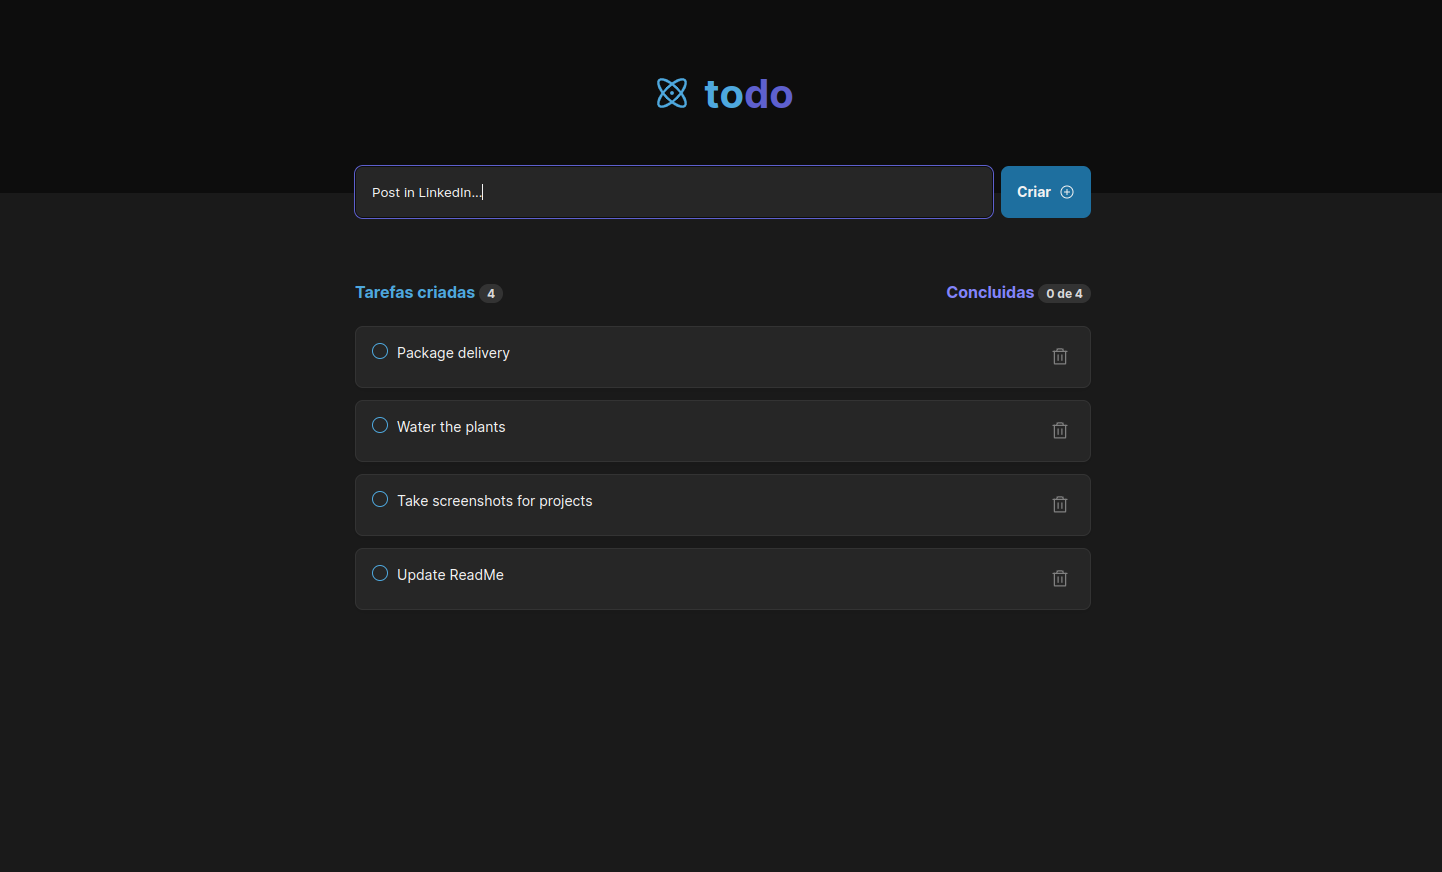 todo
Post in LinkedIn...
Criar
Tarefas criadas 4
Concluidas 0 de 4
Package delivery
Water the plants
Take screenshots for projects
Update ReadMe